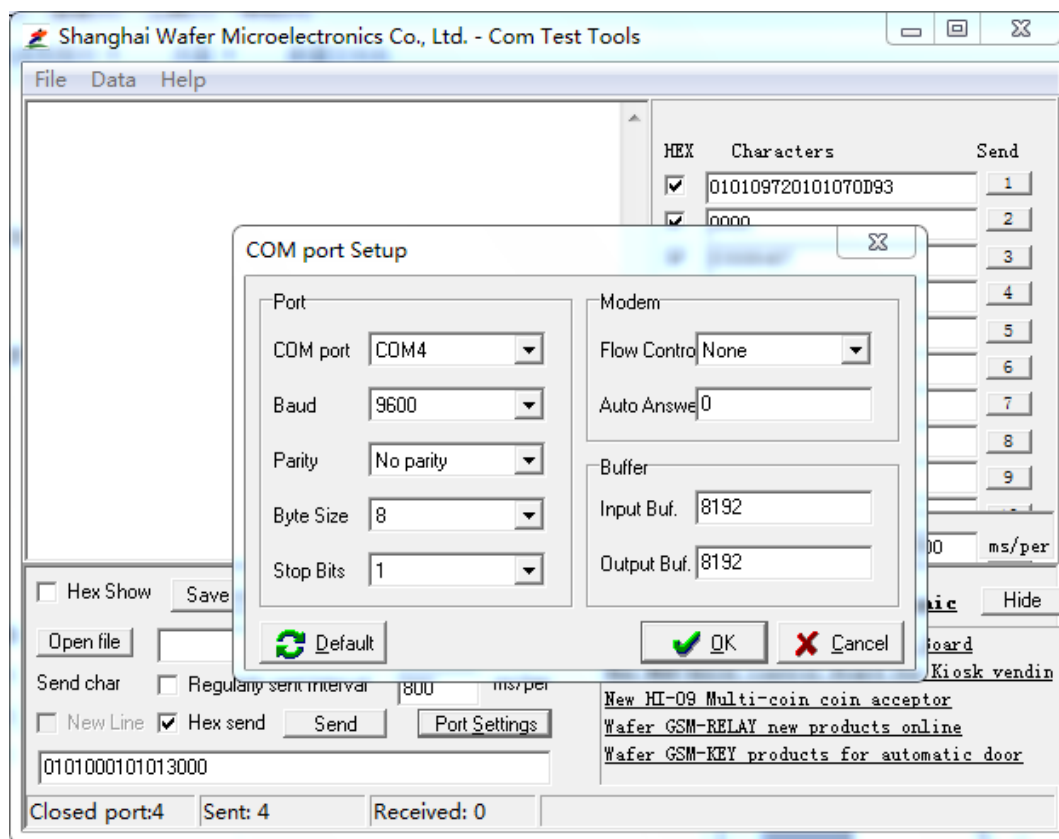 Shanghai Wafer Microelectronics Co., Ltd. - Com Test Tools
File Data Help
HEX Characters Send
010109720101070D93 1
0000 2
3
4
5
6
7
8
9
00 ms/per
COM port Setup
Port
COM port COM4
Baud 9600
Parity No parity
Byte Size 8
Stop Bits 1
Modem
Flow Contro None
Auto Answe 0
Buffer
Input Buf. 8192
Output Buf. 8192
Default OK Cancel
Hex Show Save
Hide
Open file
Send char Regularly sent interval 800 ms/per
New Line Hex send Send Port Settings
0101000101013000
Board
Kiosk vendin
New HI-09 Multi-coin coin acceptor
Wafer GSM-RELAY new products online
Wafer GSM-KEY products for automatic door
Closed port:4 Sent: 4 Received: 0